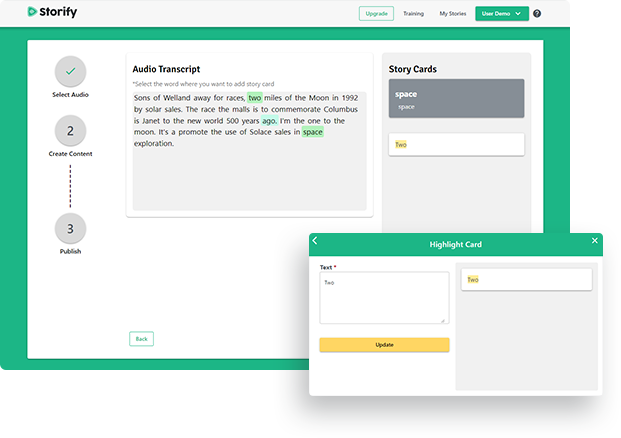 Storify
Upgrade
Training
My Stories
User Demo
?
Select Audio
2
Create Content
3
Publish
Audio Transcript
*Select the word where you want to add story card
Sons of Welland away for races, two miles of the Moon in 1992
by solar sales. The race the malls is to commemorate Columbus
is Janet to the new world 500 years ago. I'm the one to the
moon. It's a promote the use of Solace sales in space
exploration.
Back
Story Cards
space
space
Two
Highlight Card
Text *
Two
Update
Two